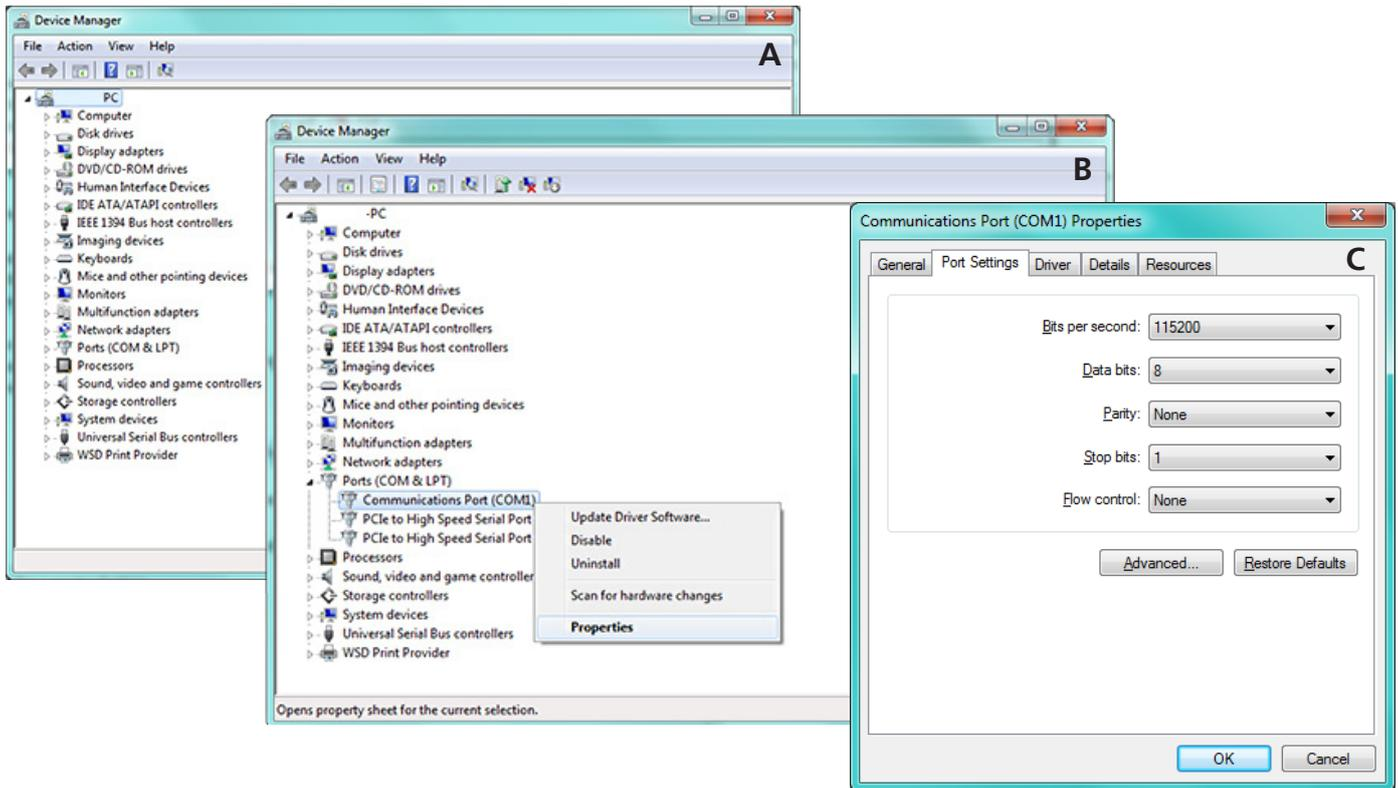 Device Manager
File Action View Help
A
PC
Computer
Disk drives
Display adapters
DVD/CD-ROM drives
Human Interface Devices
IDE ATA/ATAPI controllers
IEEE 1394 Bus host controllers
Imaging devices
Keyboards
Mice and other pointing devices
Monitors
Multifunction adapters
Network adapters
Ports (COM & LPT)
Processors
Sound, video and game controllers
Storage controllers
System devices
Universal Serial Bus controllers
WSD Print Provider
Device Manager
File Action View Help
B
-PC
Computer
Disk drives
Display adapters
DVD/CD-ROM drives
Human Interface Devices
IDE ATA/ATAPI controllers
IEEE 1394 Bus host controllers
Imaging devices
Keyboards
Mice and other pointing devices
Monitors
Multifunction adapters
Network adapters
Ports (COM & LPT)
Communications Port (COM1)
PCIe to High Speed Serial Port
PCIe to High Speed Serial Port
Processors
Sound, video and game controller
Storage controllers
System devices
Universal Serial Bus controllers
WSD Print Provider
Update Driver Software...
Disable
Uninstall
Scan for hardware changes
Properties
Opens property sheet for the current selection.
Communications Port (COM1) Properties
General Port Settings Driver Details Resources
C
Bits per second: 115200
Data bits: 8
Parity: None
Stop bits: 1
Flow control: None
Advanced... Restore Defaults
OK Cancel